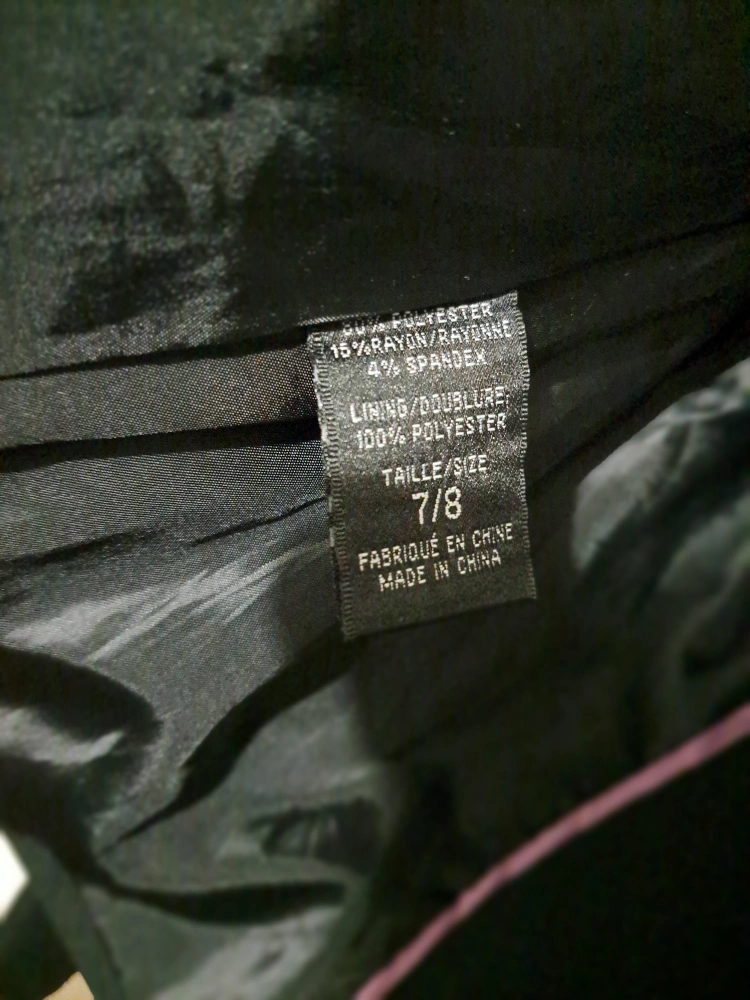 POLYESTER
15% RAYON/RAYONNE
4% SPANDEX
LINING/DOUBLURE:
100% POLYESTER
TAILLE/SIZE
7/8
FABRIQUÉ EN CHINE
MADE IN CHINA